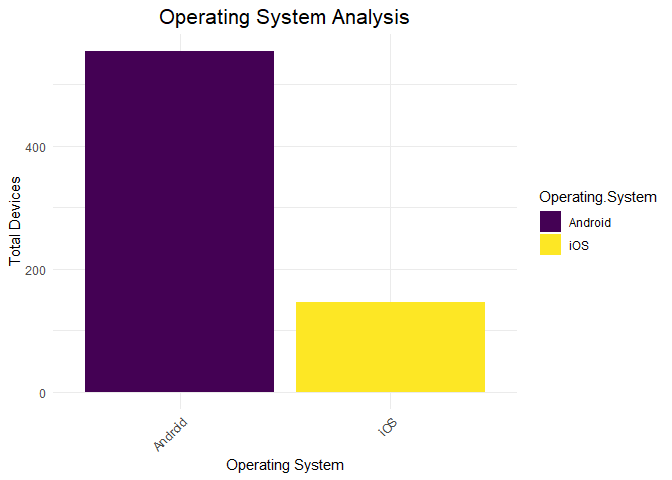 Operating System Analysis
Total Devices
400
200
0
Android
iOS
Operating System
Operating.System
Android
iOS